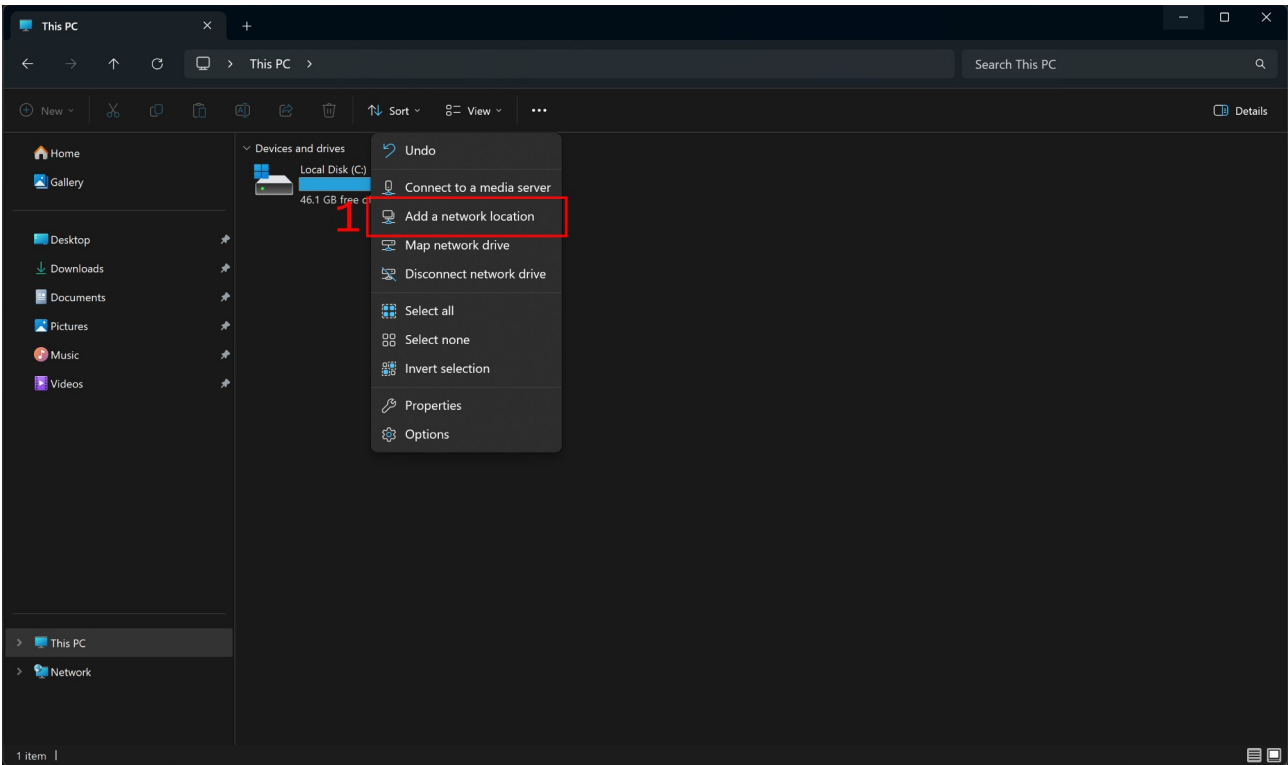 This PC
This PC
Search This PC
New
Sort
View
Details
Home
Gallery
Desktop
Downloads
Documents
Pictures
Music
Videos
This PC
Network
Devices and drives
Local Disk (C:)
46.1 GB free
1
Undo
Connect to a media server
Add a network location
Map network drive
Disconnect network drive
Select all
Select none
Invert selection
Properties
Options
1 item